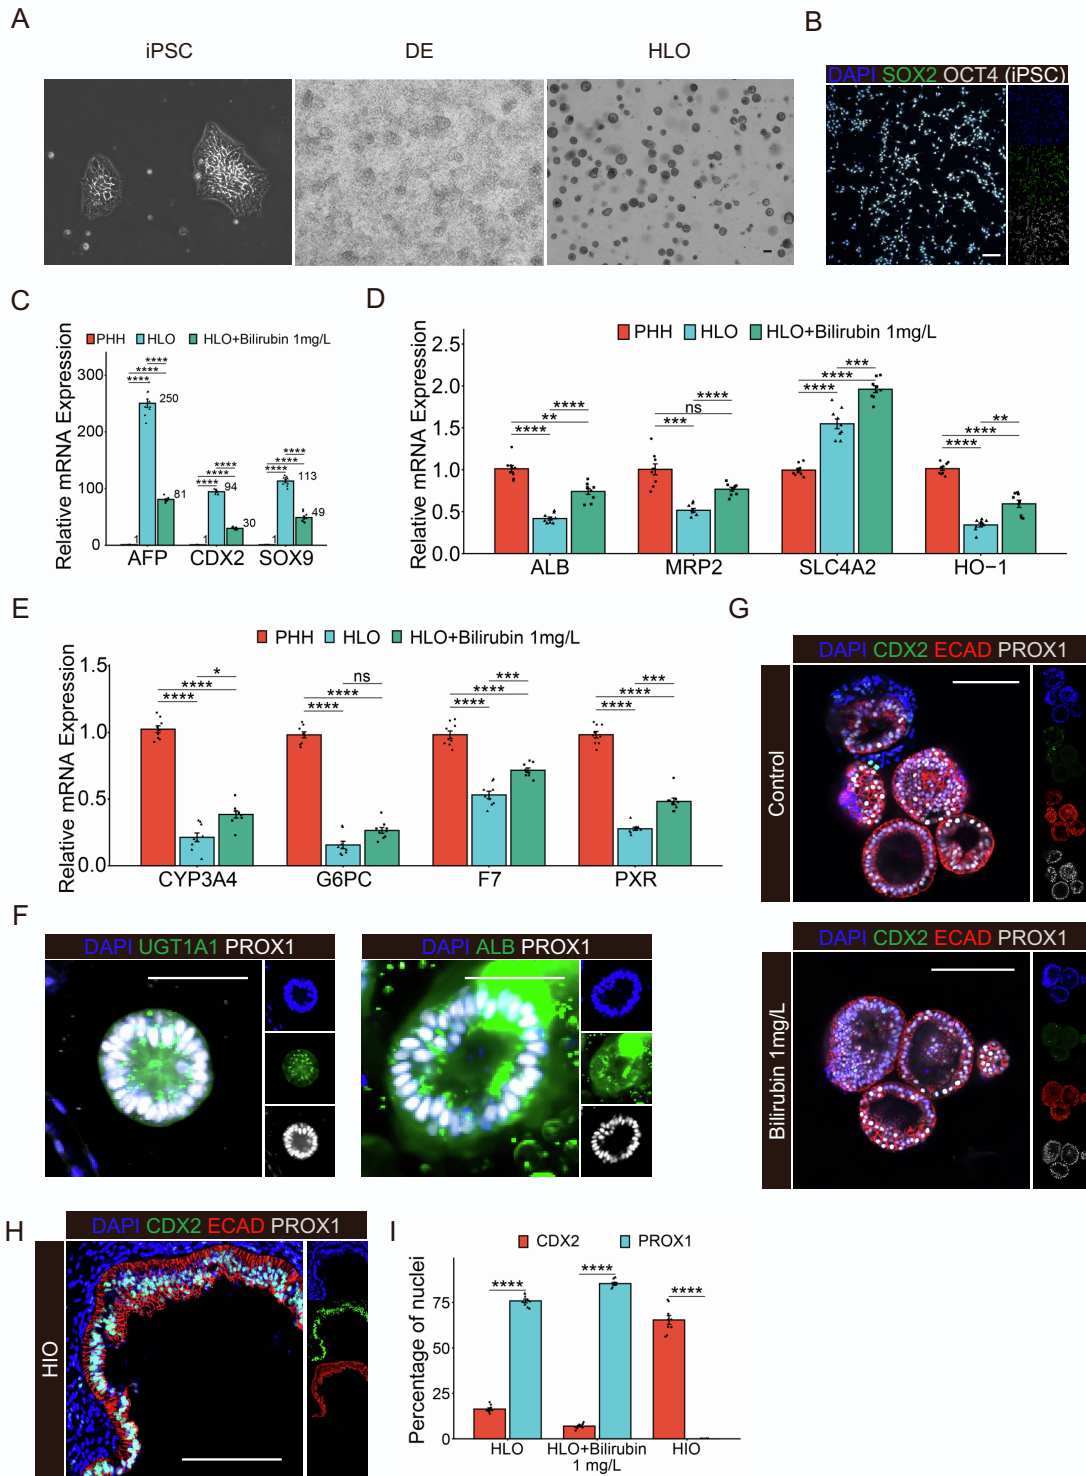 A
iPSC
DE
HLO
B
DAPI SOX2 OCT4 (iPSC)
C
PHH HLO HLO+Bilirubin 1mg/L
Relative mRNA Expression
300
200
100
0
**** **** ****
1 250 81
**** **** ****
1 94 30
**** **** ****
1 113 49
AFP CDX2 SOX9
D
PHH HLO HLO+Bilirubin 1mg/L
Relative mRNA Expression
2.5
2.0
1.5
1.0
0.5
0.0
**** ** ****
*** ns ****
**** **** ***
**** **** **
ALB MRP2 SLC4A2 HO−1
E
PHH HLO HLO+Bilirubin 1mg/L
Relative mRNA Expression
1.5
1.0
0.5
0.0
**** **** *
**** **** ns
**** **** ***
**** **** ***
CYP3A4 G6PC F7 PXR
F
DAPI UGT1A1 PROX1
DAPI ALB PROX1
G
DAPI CDX2 ECAD PROX1
Control
DAPI CDX2 ECAD PROX1
Bilirubin 1mg/L
H
DAPI CDX2 ECAD PROX1
HIO
I
CDX2 PROX1
Percentage of nuclei
75
50
25
0
**** **** ****
HLO HLO+Bilirubin HIO
1 mg/L